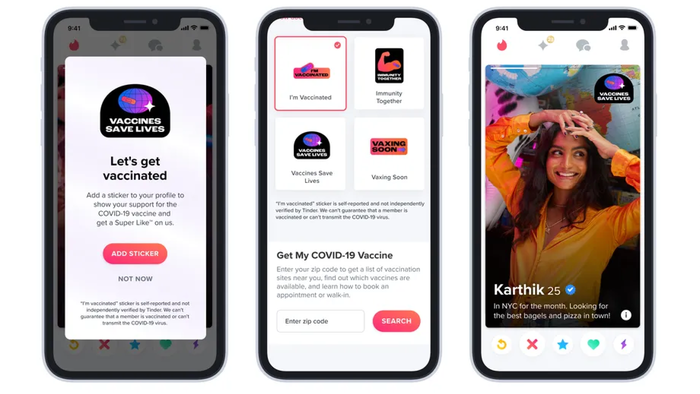 9:41
VACCINES
SAVE LIVES
Let's get
vaccinated
Add a sticker to your profile to
show your support for the
COVID-19 vaccine and
get a Super Like™ on us.
ADD STICKER
NOT NOW
"I'm vaccinated" sticker is self-reported and not
independently verified by Tinder. We can't
guarantee that a member is vaccinated or can't
transmit the COVID-19 virus.
I'M
VACCINATED
I'm Vaccinated
IMMUNITY
TOGETHER
Immunity
Together
VACCINES
SAVE LIVES
Vaccines Save
Lives
VAXING
SOON
Vaxing Soon
"I'm vaccinated" sticker is self-reported and not independently
verified by Tinder. We can't guarantee that a member is
vaccinated or can't transmit the COVID-19 virus.
Get My COVID-19 Vaccine
Enter your zip code to get a list of vaccination
sites near you, find out which vaccines are
available, and learn how to book an
appointment or walk-in.
Enter zip code
SEARCH
9:41
VACCINES
SAVE LIVES
Karthik 25
In NYC for the month. Looking for
the best bagels and pizza in town!